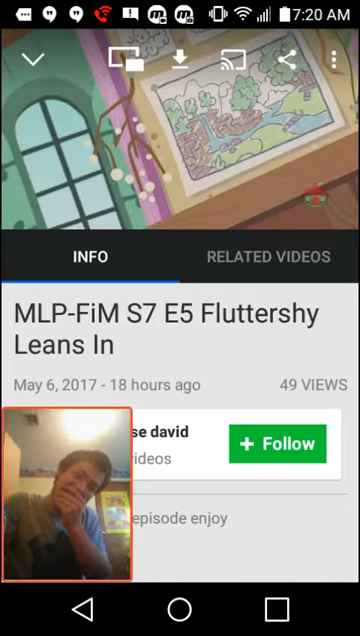 7:20 AM
INFO
RELATED VIDEOS
MLP-FiM S7 E5 Fluttershy
Leans In
May 6, 2017 - 18 hours ago
49 VIEWS
se david
ideos
+ Follow
episode enjoy